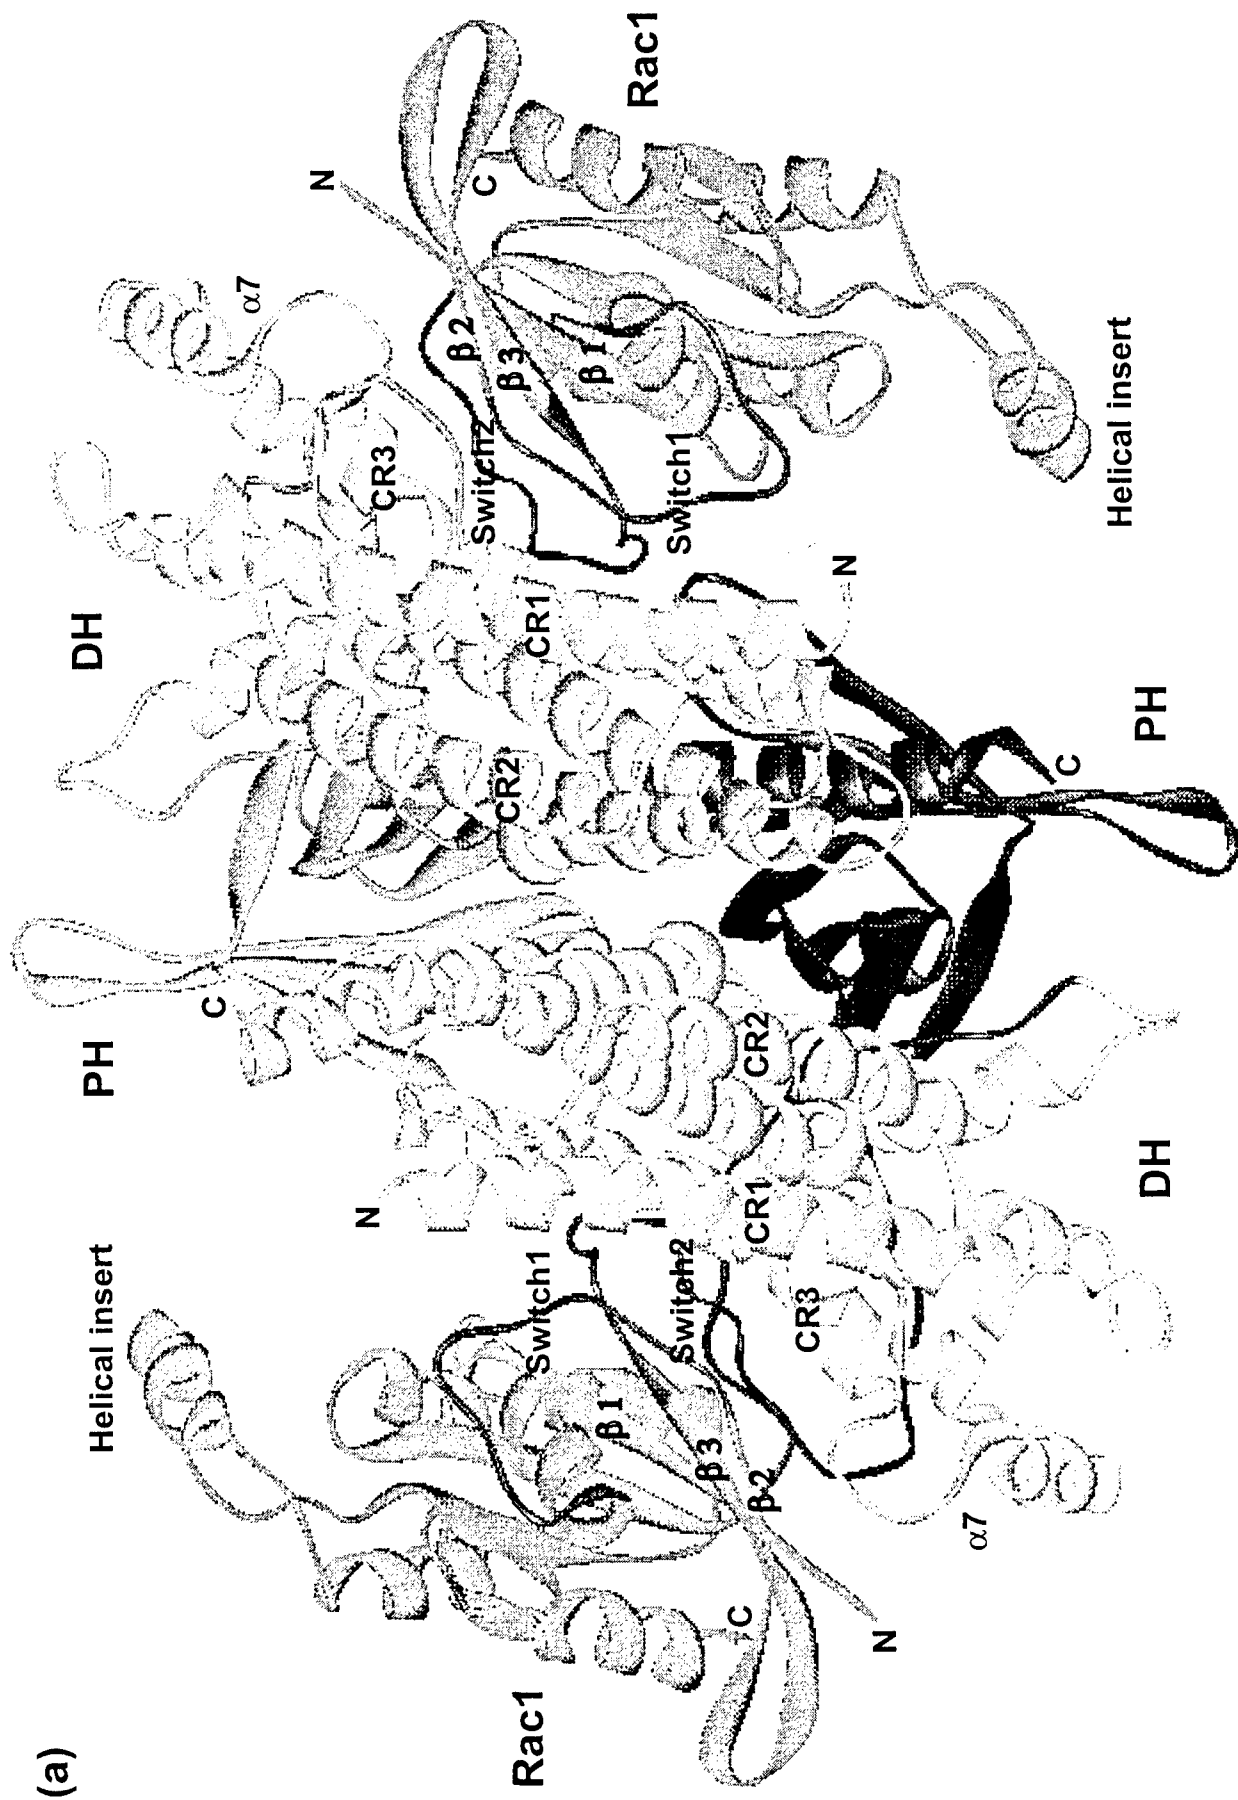 (a)
Helical insert
PH
DH
C
α7
N
N
CR3
β2
Switch2
C
CR2
β3
Rac1
Switch1
CR1
β1
β1
Rac1
Switch2
Switch1
β3
C
β2
CR1
CR2
CR3
N
N
α7
C
Helical insert
DH
PH